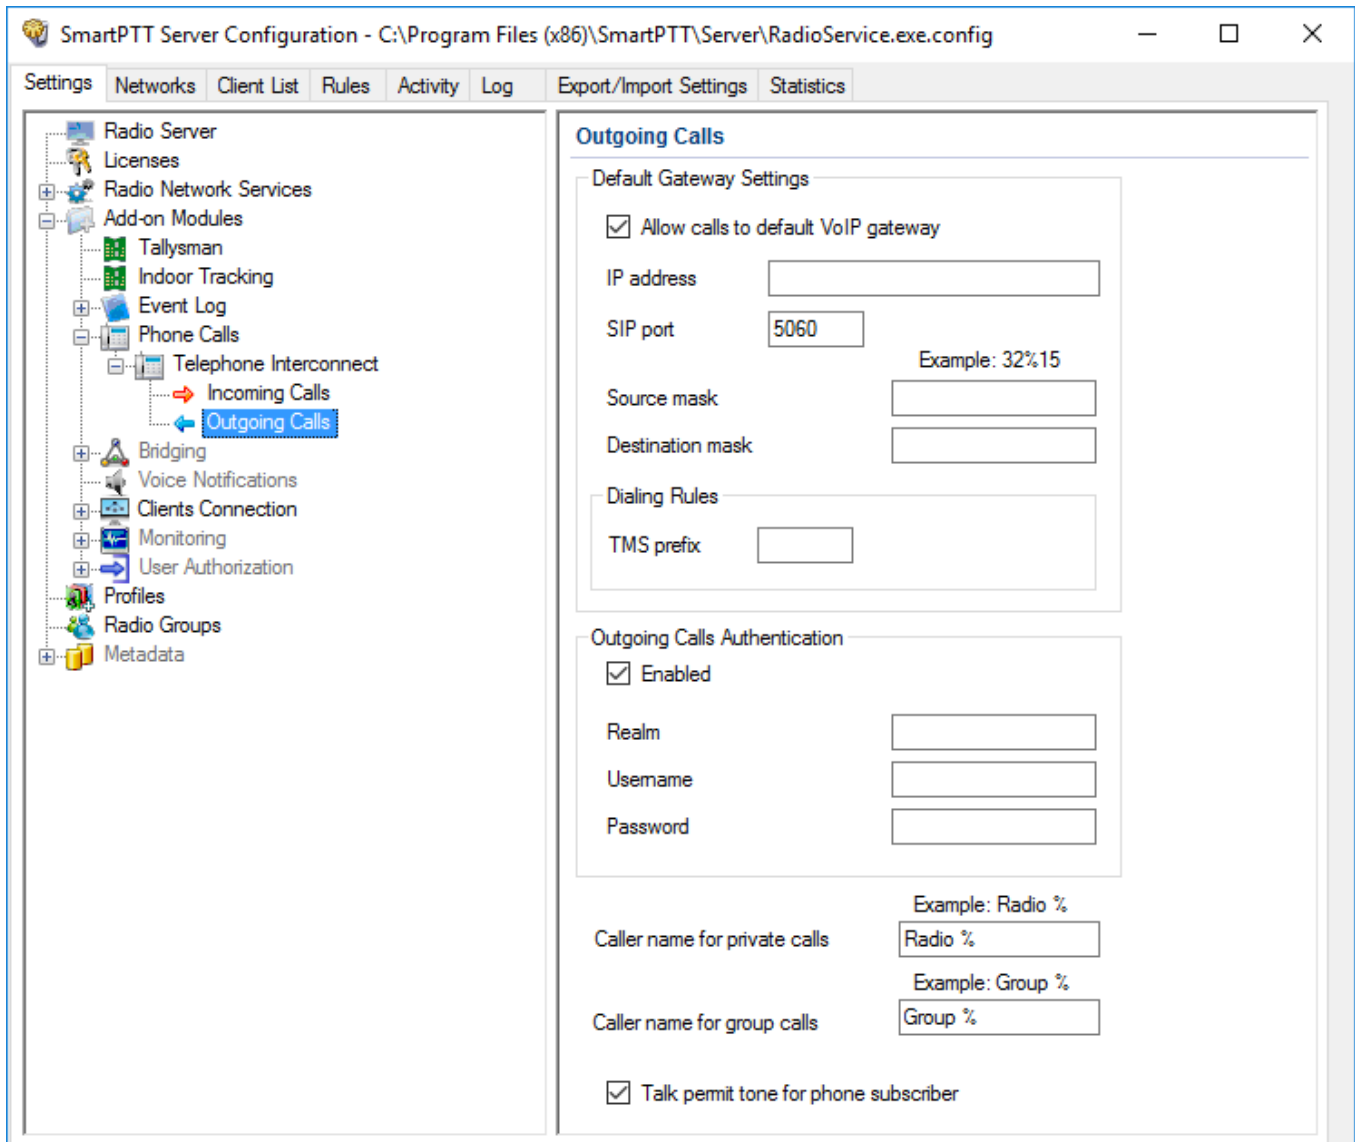 SmartPTT Server Configuration - C:\Program Files (x86)\SmartPTT\Server\RadioService.exe.config
Settings Networks Client List Rules Activity Log Export/Import Settings Statistics
Radio Server
Licenses
Radio Network Services
Add-on Modules
Tallysman
Indoor Tracking
Event Log
Phone Calls
Telephone Interconnect
Incoming Calls
Outgoing Calls
Bridging
Voice Notifications
Clients Connection
Monitoring
User Authorization
Profiles
Radio Groups
Metadata
Outgoing Calls
Default Gateway Settings
Allow calls to default VoIP gateway
IP address
SIP port 5060
Example: 32%15
Source mask
Destination mask
Dialing Rules
TMS prefix
Outgoing Calls Authentication
Enabled
Realm
Username
Password
Example: Radio %
Caller name for private calls Radio %
Example: Group %
Caller name for group calls Group %
Talk permit tone for phone subscriber